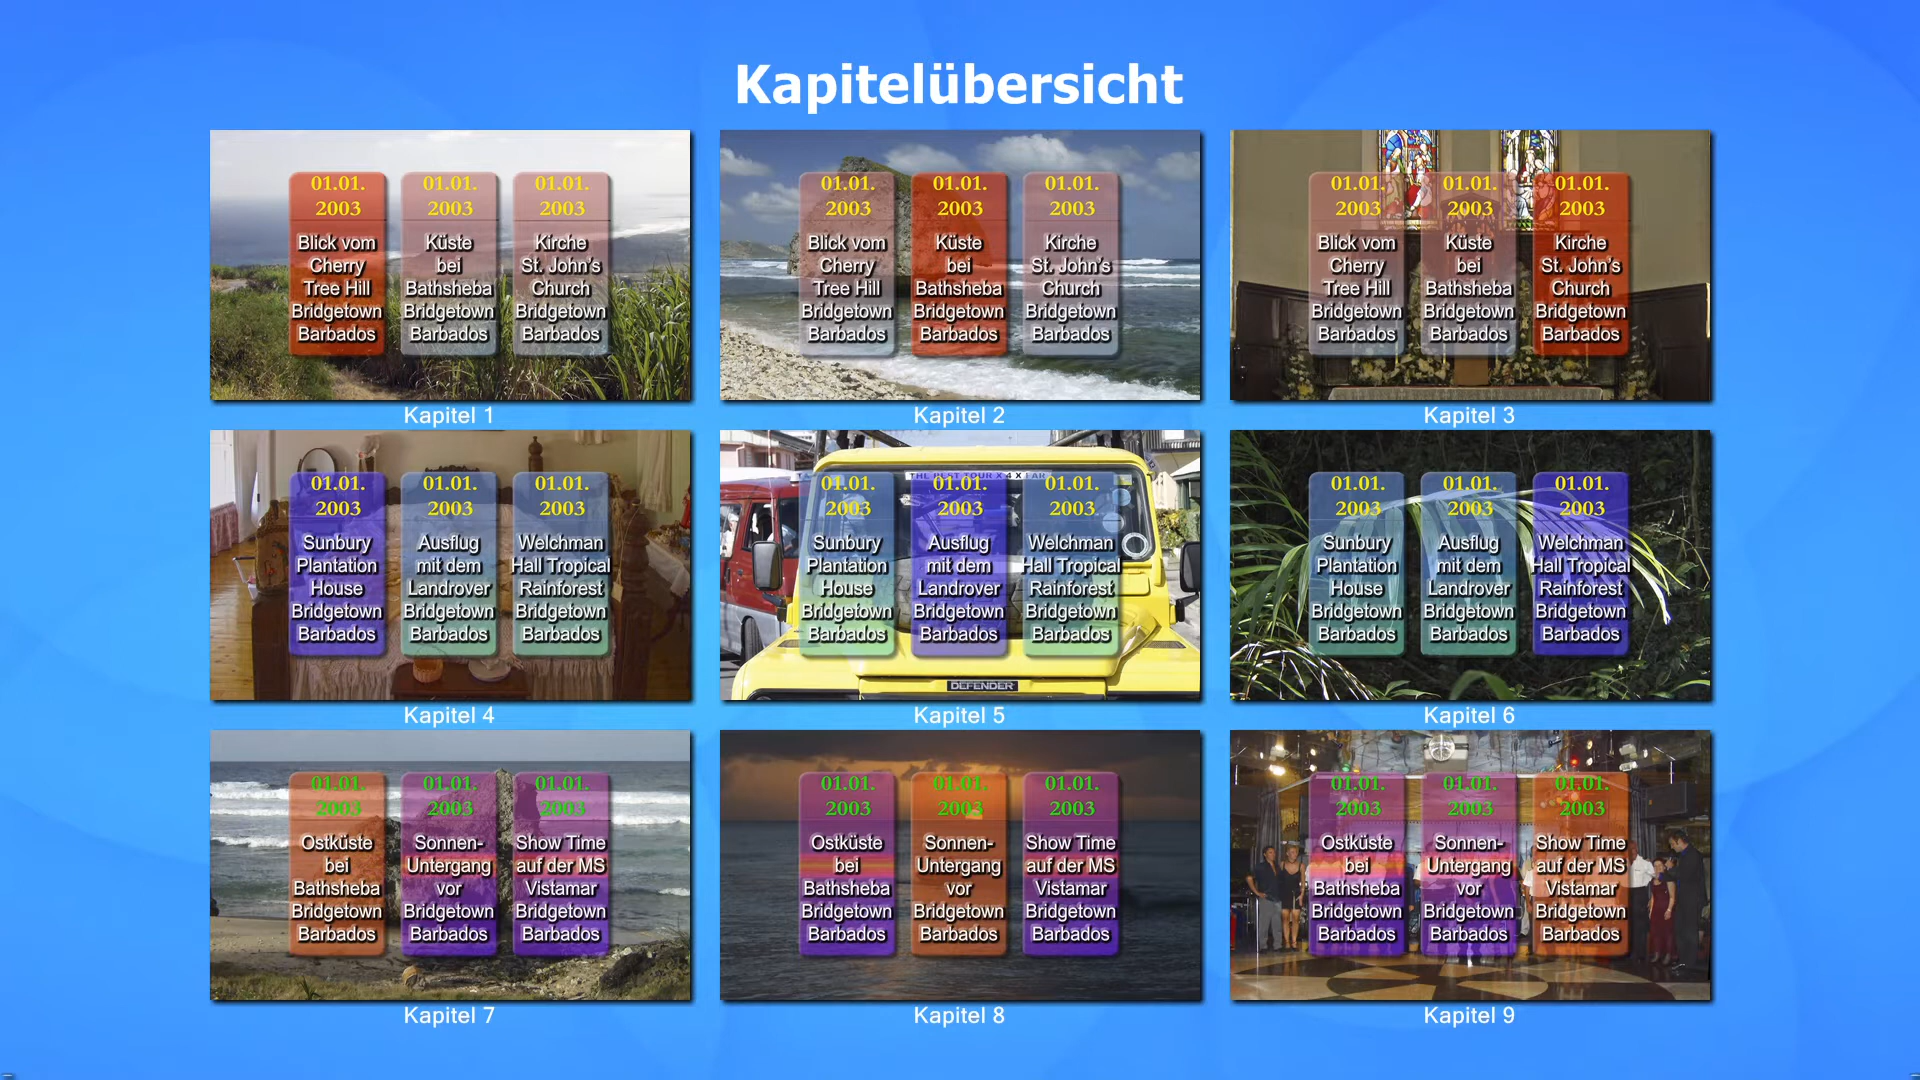 Kapitelübersicht
01.01. 01.01. 01.01.
2003 2003 2003
Blick vom Küste Kirche
Cherry bei St. John's
Tree Hill Bathsheba Church
Bridgetown Bridgetown Bridgetown
Barbados Barbados Barbados
Kapitel 1
01.01. 01.01. 01.01.
2003 2003 2003
Blick vom Küste Kirche
Cherry bei St. John's
Tree Hill Bathsheba Church
Bridgetown Bridgetown Bridgetown
Barbados Barbados Barbados
Kapitel 2
01.01. 01.01. 01.01.
2003 2003 2003
Blick vom Küste Kirche
Cherry bei St. John's
Tree Hill Bathsheba Church
Bridgetown Bridgetown Bridgetown
Barbados Barbados Barbados
Kapitel 3
01.01. 01.01. 01.01.
2003 2003 2003
Sunbury Ausflug Welchman
Plantation mit dem Hall Tropical
House Landrover Rainforest
Bridgetown Bridgetown Bridgetown
Barbados Barbados Barbados
Kapitel 4
THE BEST TOUR X 4 X FAR
01.01. 01.01. 01.01.
2003 2003 2003
Sunbury Ausflug Welchman
Plantation mit dem Hall Tropical
House Landrover Rainforest
Bridgetown Bridgetown Bridgetown
Barbados Barbados Barbados
DEFENDER
Kapitel 5
01.01. 01.01. 01.01.
2003 2003 2003
Sunbury Ausflug Welchman
Plantation mit dem Hall Tropical
House Landrover Rainforest
Bridgetown Bridgetown Bridgetown
Barbados Barbados Barbados
Kapitel 6
01.01. 01.01. 01.01.
2003 2003 2003
Ostküste Sonnen- Show Time
bei Untergang auf der MS
Bathsheba vor Vistamar
Bridgetown Bridgetown Bridgetown
Barbados Barbados Barbados
Kapitel 7
01.01. 01.01. 01.01.
2003 2003 2003
Ostküste Sonnen- Show Time
bei Untergang auf der MS
Bathsheba vor Vistamar
Bridgetown Bridgetown Bridgetown
Barbados Barbados Barbados
Kapitel 8
01.01. 01.01. 01.01.
2003 2003 2003
Ostküste Sonnen- Show Time
bei Untergang auf der MS
Bathsheba vor Vistamar
Bridgetown Bridgetown Bridgetown
Barbados Barbados Barbados
Kapitel 9